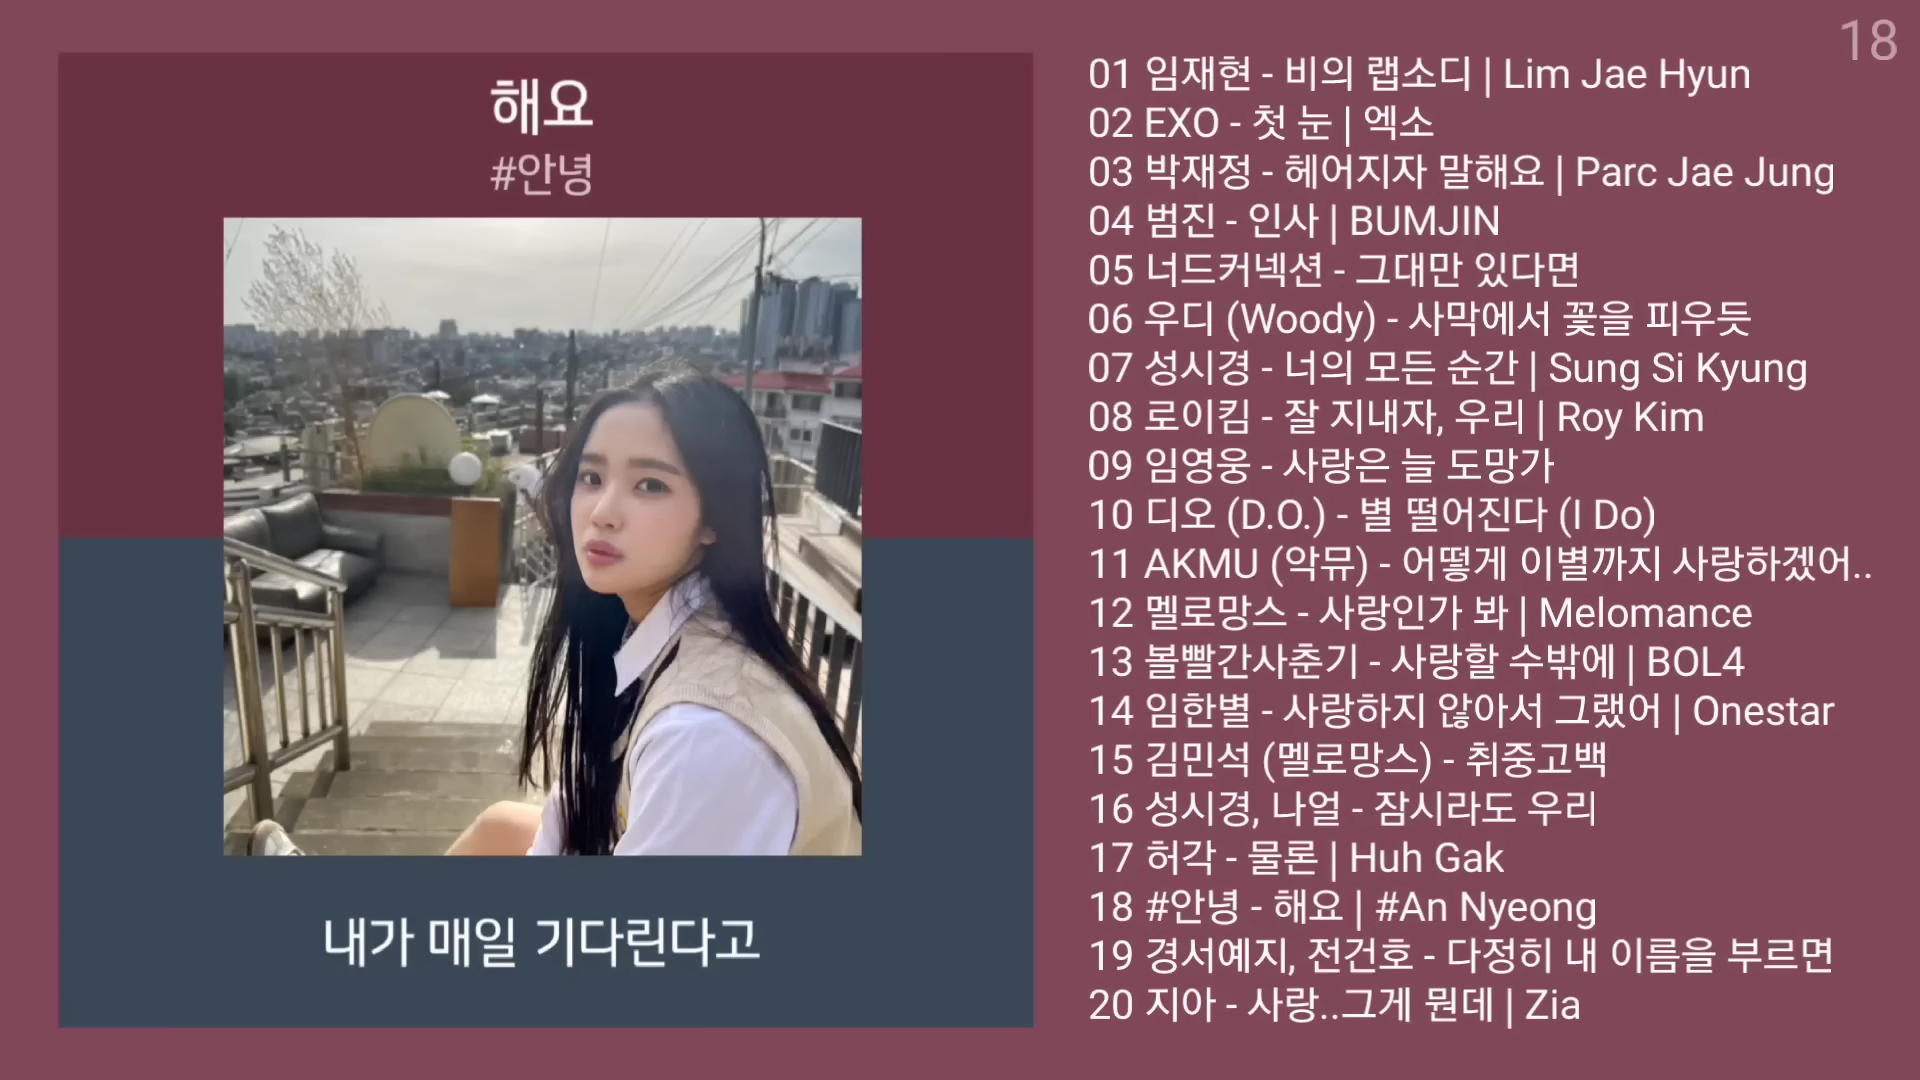 18
해요
#안녕
내가 매일 기다린다고
01 임재현 - 비의 랩소디 | Lim Jae Hyun
02 EXO - 첫 눈 | 엑소
03 박재정 - 헤어지자 말해요 | Parc Jae Jung
04 범진 - 인사 | BUMJIN
05 너드커넥션 - 그대만 있다면
06 우디 (Woody) - 사막에서 꽃을 피우듯
07 성시경 - 너의 모든 순간 | Sung Si Kyung
08 로이킴 - 잘 지내자, 우리 | Roy Kim
09 임영웅 - 사랑은 늘 도망가
10 디오 (D.O.) - 별 떨어진다 (I Do)
11 AKMU (악뮤) - 어떻게 이별까지 사랑하겠어..
12 멜로망스 - 사랑인가 봐 | Melomance
13 볼빨간사춘기 - 사랑할 수밖에 | BOL4
14 임한별 - 사랑하지 않아서 그랬어 | Onestar
15 김민석 (멜로망스) - 취중고백
16 성시경, 나얼 - 잠시라도 우리
17 허각 - 물론 | Huh Gak
18 #안녕 - 해요 | #An Nyeong
19 경서예지, 전건호 - 다정히 내 이름을 부르면
20 지아 - 사랑..그게 뭔데 | Zia